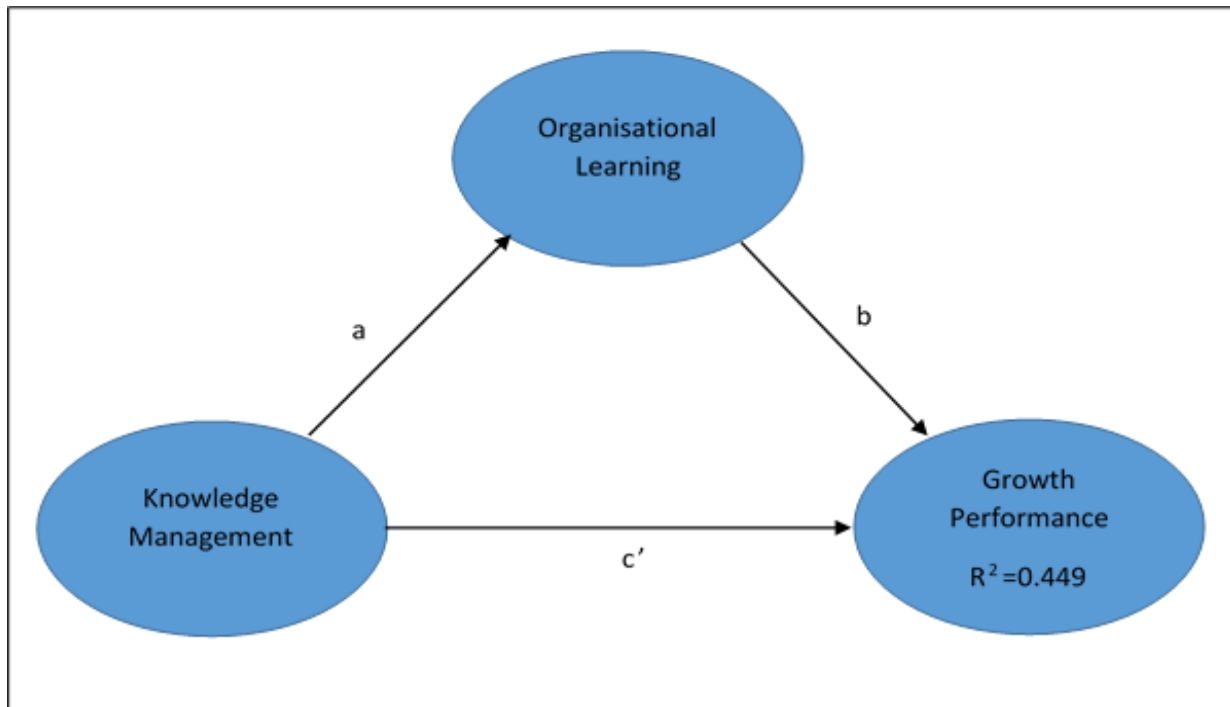 Organisational
Learning
a
b
Knowledge
Management
c’
Growth
Performance
R²=0.449